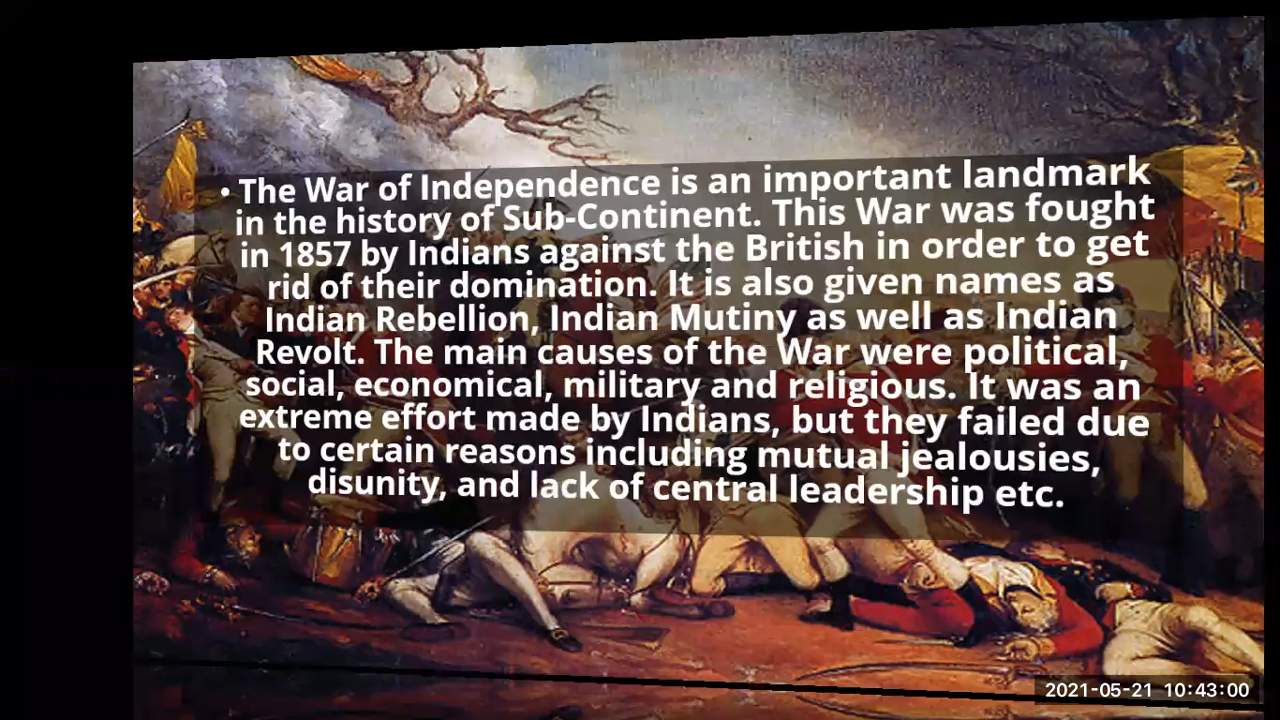 • The War of Independence is an important landmark
in the history of Sub-Continent. This War was fought
in 1857 by Indians against the British in order to get
rid of their domination. It is also given names as
Indian Rebellion, Indian Mutiny as well as Indian
Revolt. The main causes of the War were political,
social, economical, military and religious. It was an
extreme effort made by Indians, but they failed due
to certain reasons including mutual jealousies,
disunity, and lack of central leadership etc.
2021-05-21 10:43:00